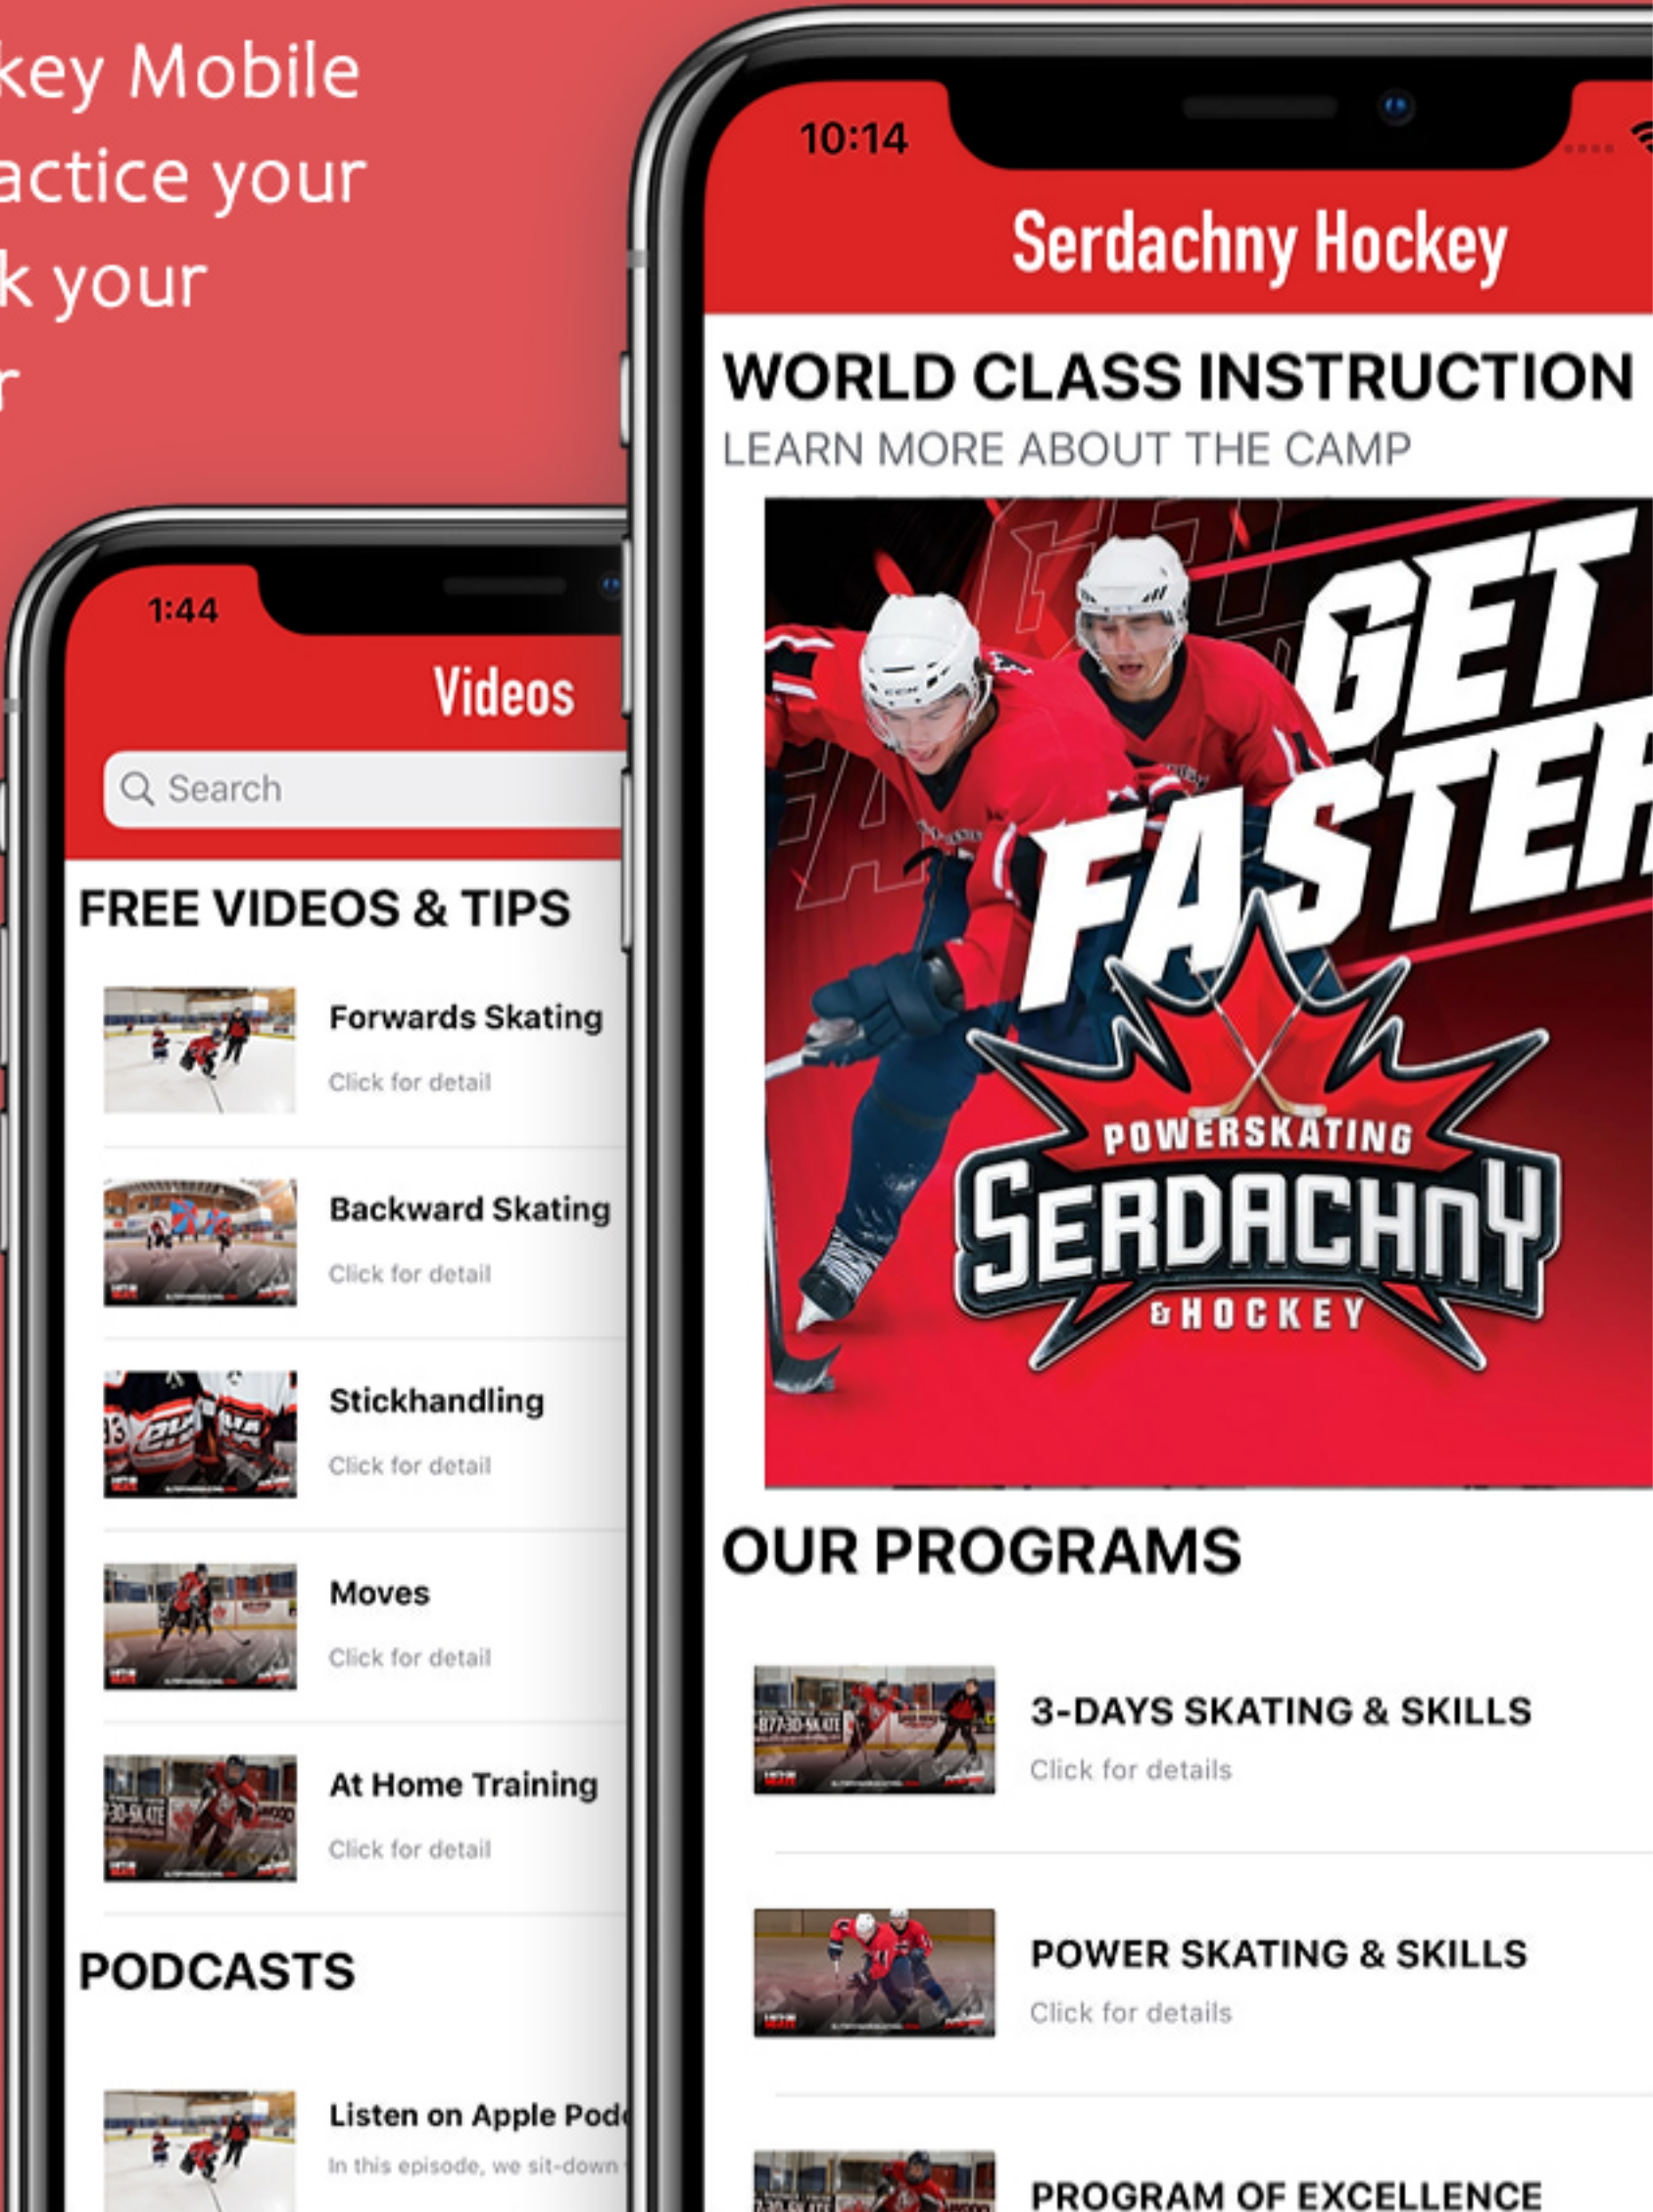 key Mobile
actice your
k your
r
10:14
Serdachny Hockey
WORLD CLASS INSTRUCTION
LEARN MORE ABOUT THE CAMP
GET
FASTER
POWERSKATING
SERDACHNY
& HOCKEY
OUR PROGRAMS
3-DAYS SKATING & SKILLS
Click for details
POWER SKATING & SKILLS
Click for details
PROGRAM OF EXCELLENCE
1:44
Videos
Search
FREE VIDEOS & TIPS
Forwards Skating
Click for detail
Backward Skating
Click for detail
Stickhandling
Click for detail
Moves
Click for detail
At Home Training
Click for detail
PODCASTS
Listen on Apple Pod
In this episode, we sit-down